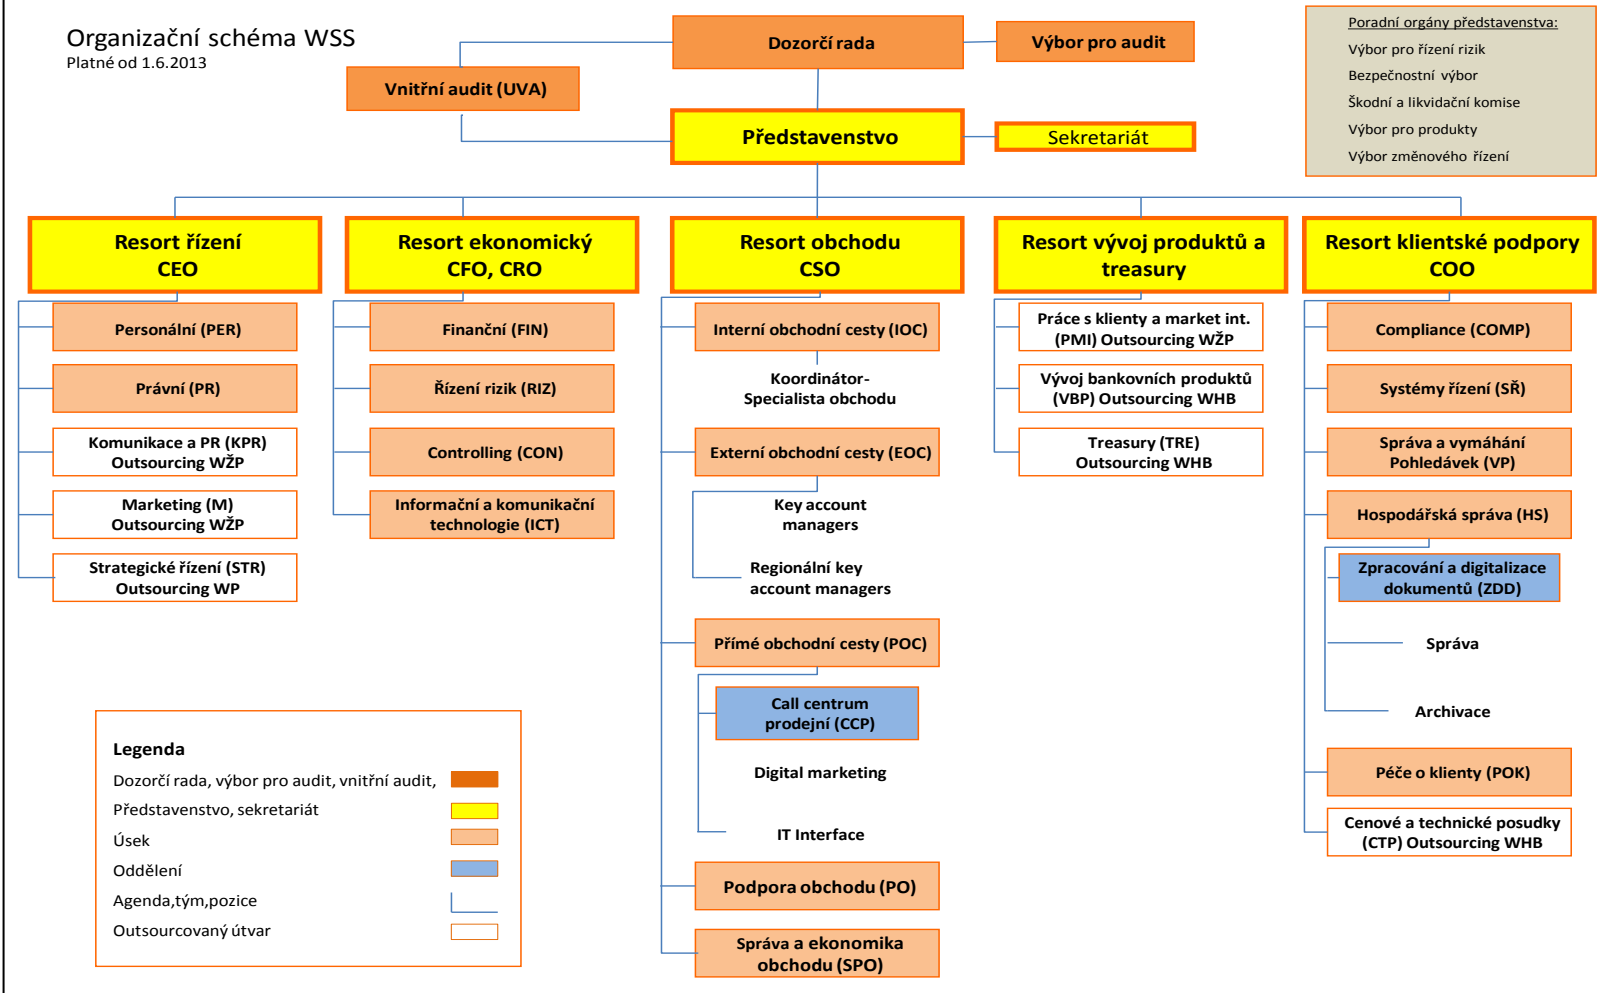 Organizační schéma WSS
Platné od 1.6.2013
Dozorčí rada
Výbor pro audit
Vnitřní audit (UVA)
Představenstvo
Sekretariát
Poradní orgány představenstva:
Výbor pro řízení rizik
Bezpečnostní výbor
Škodní a likvidační komise
Výbor pro produkty
Výbor změnového řízení
Resort řízení
CEO
Personální (PER)
Právní (PR)
Komunikace a PR (KPR)
Outsourcing WŽP
Marketing (M)
Outsourcing WŽP
Strategické řízení (STR)
Outsourcing WP
Resort ekonomický
CFO, CRO
Finanční (FIN)
Řízení rizik (RIZ)
Controlling (CON)
Informační a komunikační
technologie (ICT)
Resort obchodu
CSO
Interní obchodní cesty (IOC)
Koordinátor-
Specialista obchodu
Externí obchodní cesty (EOC)
Key account
managers
Regionální key
account managers
Přímé obchodní cesty (POC)
Call centrum
prodejní (CCP)
Digital marketing
IT Interface
Podpora obchodu (PO)
Správa a ekonomika
obchodu (SPO)
Resort vývoj produktů a
treasury
Práce s klienty a market int.
(PMI) Outsourcing WŽP
Vývoj bankovních produktů
(VBP) Outsourcing WHB
Treasury (TRE)
Outsourcing WHB
Resort klientské podpory
COO
Compliance (COMP)
Systémy řízení (SŘ)
Správa a vymáhání
Pohledávek (VP)
Hospodářská správa (HS)
Zpracování a digitalizace
dokumentů (ZDD)
Správa
Archivace
Péče o klienty (POK)
Cenové a technické posudky
(CTP) Outsourcing WHB
Legenda
Dozorčí rada, výbor pro audit, vnitřní audit,
Představenstvo, sekretariát
Úsek
Oddělení
Agenda,tým,pozice
Outsourcovaný útvar